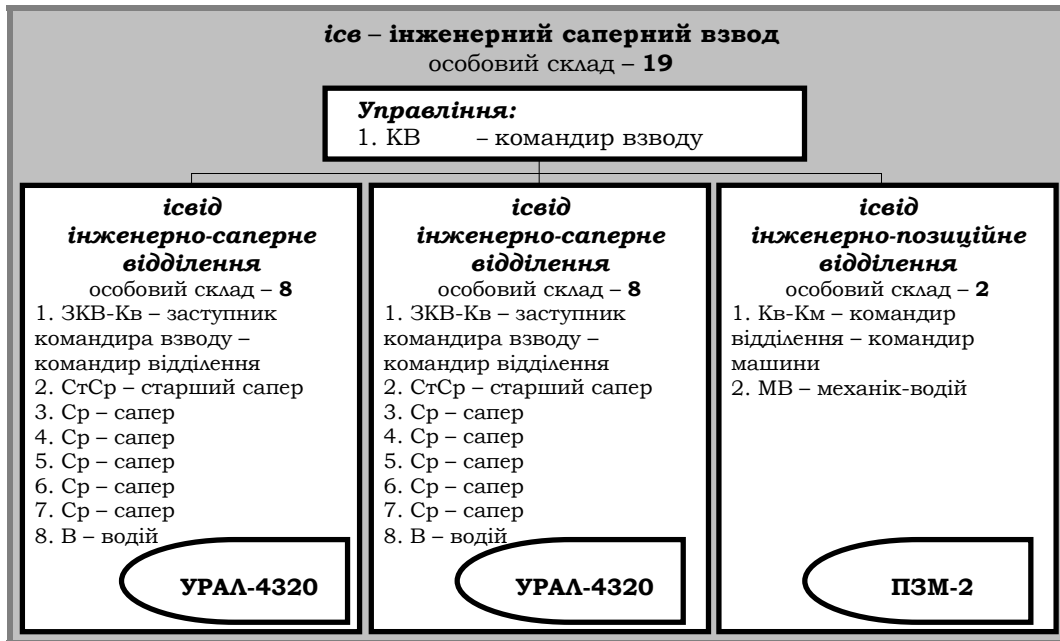 ісв – інженерний саперний взвод
особовий склад – 19
Управління:
1. КВ – командир взводу
ісвід
інженерно-саперне
відділення
особовий склад – 8
1. ЗКВ-Кв – заступник
командира взводу –
командир відділення
2. СтСр – старший сапер
3. Ср – сапер
4. Ср – сапер
5. Ср – сапер
6. Ср – сапер
7. Ср – сапер
8. В – водій
УРАЛ-4320
ісвід
інженерно-саперне
відділення
особовий склад – 8
1. ЗКВ-Кв – заступник
командира взводу –
командир відділення
2. СтСр – старший сапер
3. Ср – сапер
4. Ср – сапер
5. Ср – сапер
6. Ср – сапер
7. Ср – сапер
8. В – водій
УРАЛ-4320
ісвід
інженерно-позиційне
відділення
особовий склад – 2
1. Кв-Км – командир
відділення – командир
машини
2. МВ – механік-водій
ПЗМ-2